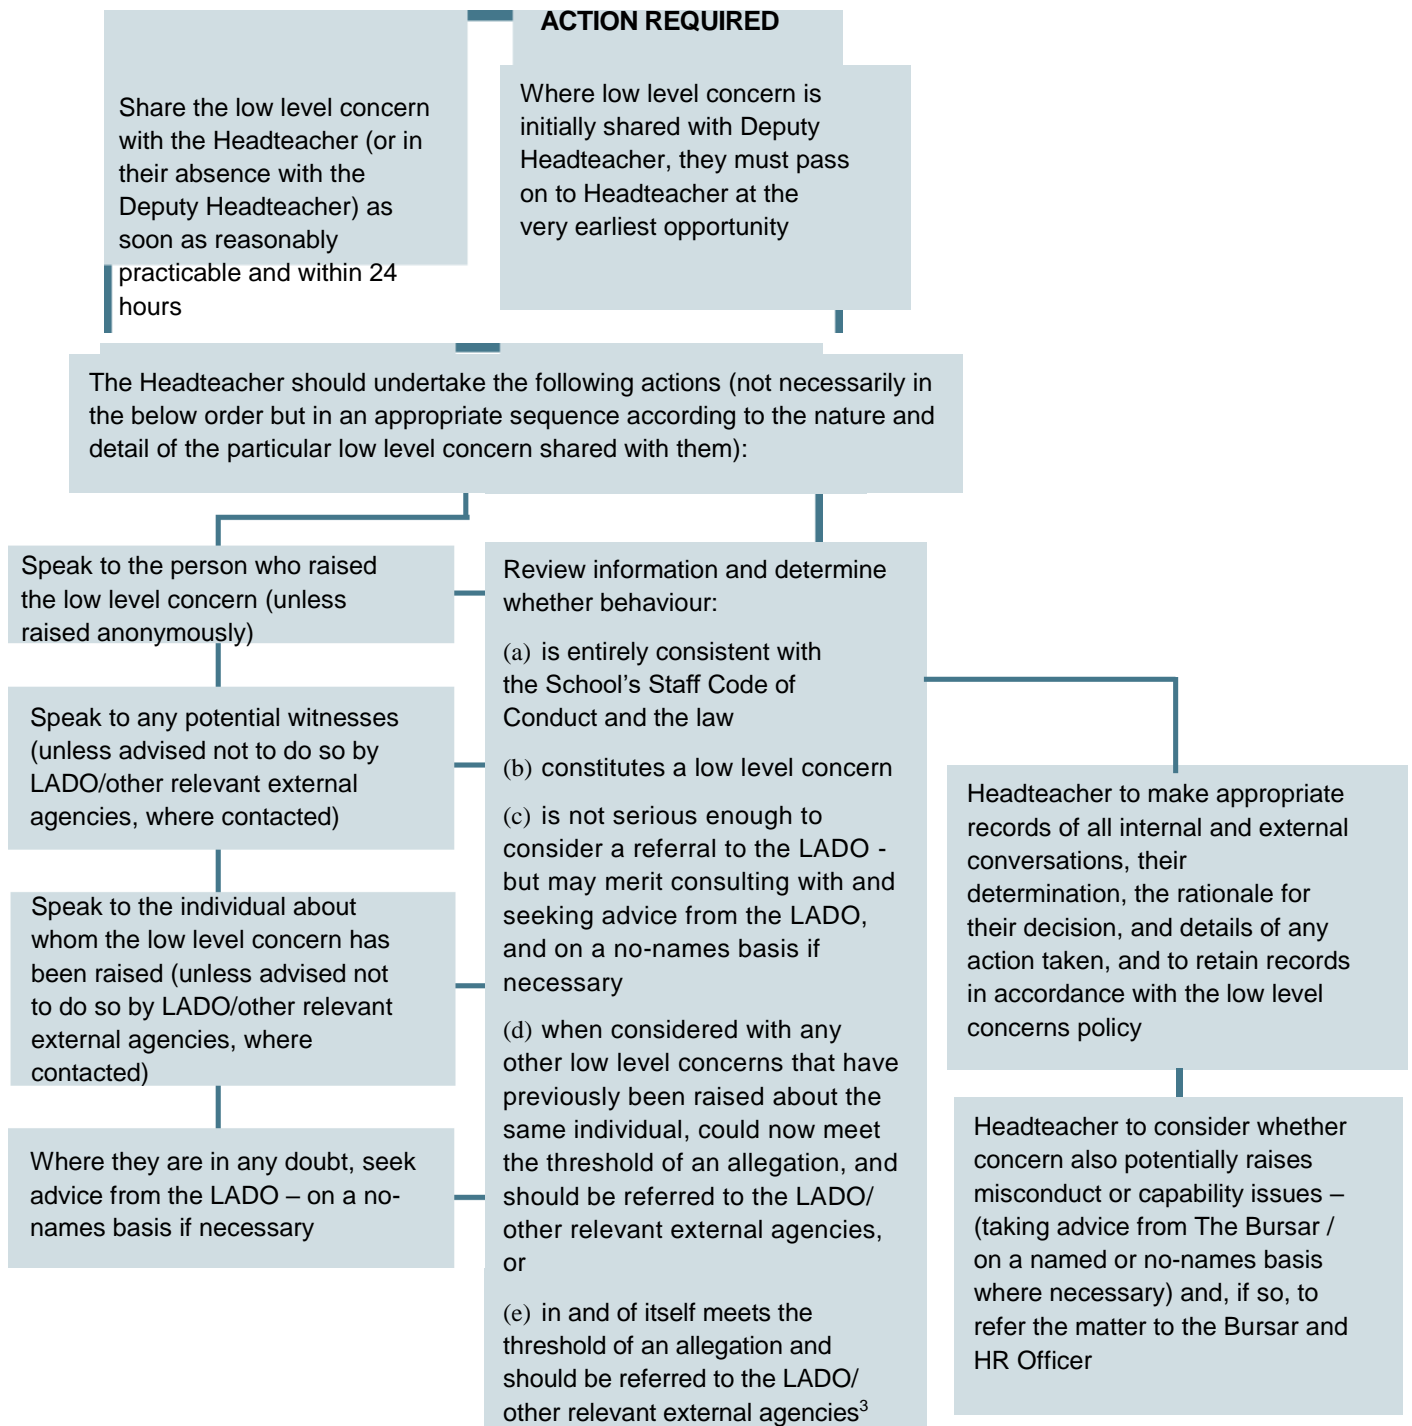 ACTION REQUIRED
Share the low level concern
with the Headteacher (or in
their absence with the
Deputy Headteacher) as
soon as reasonably
practicable and within 24
hours
Where low level concern is
initially shared with Deputy
Headteacher, they must pass
on to Headteacher at the
very earliest opportunity
The Headteacher should undertake the following actions (not necessarily in
the below order but in an appropriate sequence according to the nature and
detail of the particular low level concern shared with them):
Speak to the person who raised
the low level concern (unless
raised anonymously)
Speak to any potential witnesses
(unless advised not to do so by
LADO/other relevant external
agencies, where contacted)
Speak to the individual about
whom the low level concern has
been raised (unless advised not
to do so by LADO/other relevant
external agencies, where
contacted)
Where they are in any doubt, seek
advice from the LADO – on a no-
names basis if necessary
Review information and determine
whether behaviour:
(a) is entirely consistent with
the School’s Staff Code of
Conduct and the law
(b) constitutes a low level concern
(c) is not serious enough to
consider a referral to the LADO -
but may merit consulting with and
seeking advice from the LADO,
and on a no-names basis if
necessary
(d) when considered with any
other low level concerns that have
previously been raised about the
same individual, could now meet
the threshold of an allegation, and
should be referred to the LADO/
other relevant external agencies,
or
(e) in and of itself meets the
threshold of an allegation and
should be referred to the LADO/
other relevant external agencies³
Headteacher to make appropriate
records of all internal and external
conversations, their
determination, the rationale for
their decision, and details of any
action taken, and to retain records
in accordance with the low level
concerns policy
Headteacher to consider whether
concern also potentially raises
misconduct or capability issues –
(taking advice from The Bursar /
on a named or no-names basis
where necessary) and, if so, to
refer the matter to the Bursar and
HR Officer